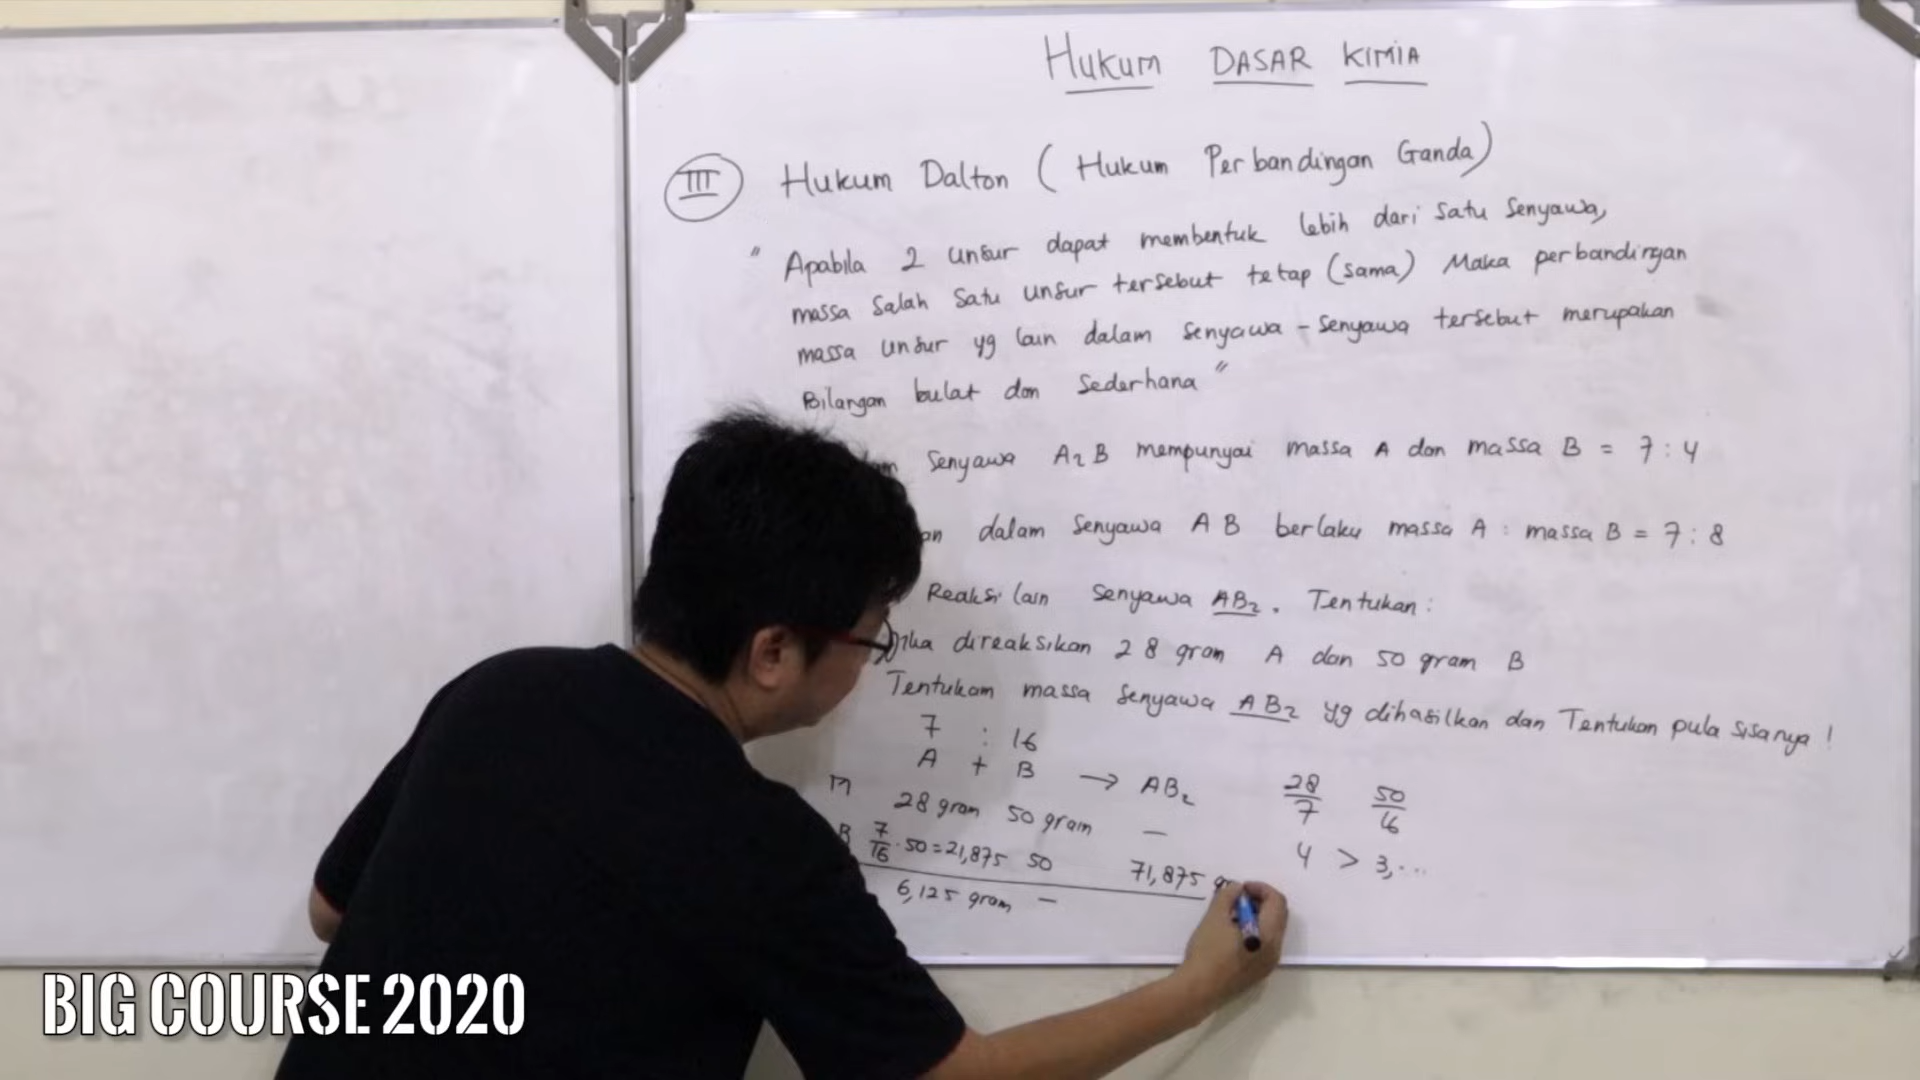 HUKUM DASAR KIMIA
III Hukum Dalton ( Hukum Perbandingan Ganda)
" Apabila 2 unsur dapat membentuk lebih dari satu senyawa,
massa salah satu unsur tersebut tetap (sama) Maka perbandingan
massa unsur yg lain dalam senyawa - senyawa tersebut merupakan
Bilangan bulat dan sederhana "
Senyawa A₂B mempunyai massa A dan massa B = 7 : 4
dalam senyawa AB berlaku massa A : massa B = 7 : 8
Reaksi lain senyawa AB₂. Tentukan :
direaksikan 28 gram A dan 50 gram B
Tentukan massa senyawa AB₂ yg dihasilkan dan Tentukan pula sisanya !
7 : 16
A + B → AB₂ 28/7 50/16
M 28 gram 50 gram – 4 > 3,...
R 7/16 . 50 = 21,875 50 71,875
6,125 gram –
BIG COURSE 2020